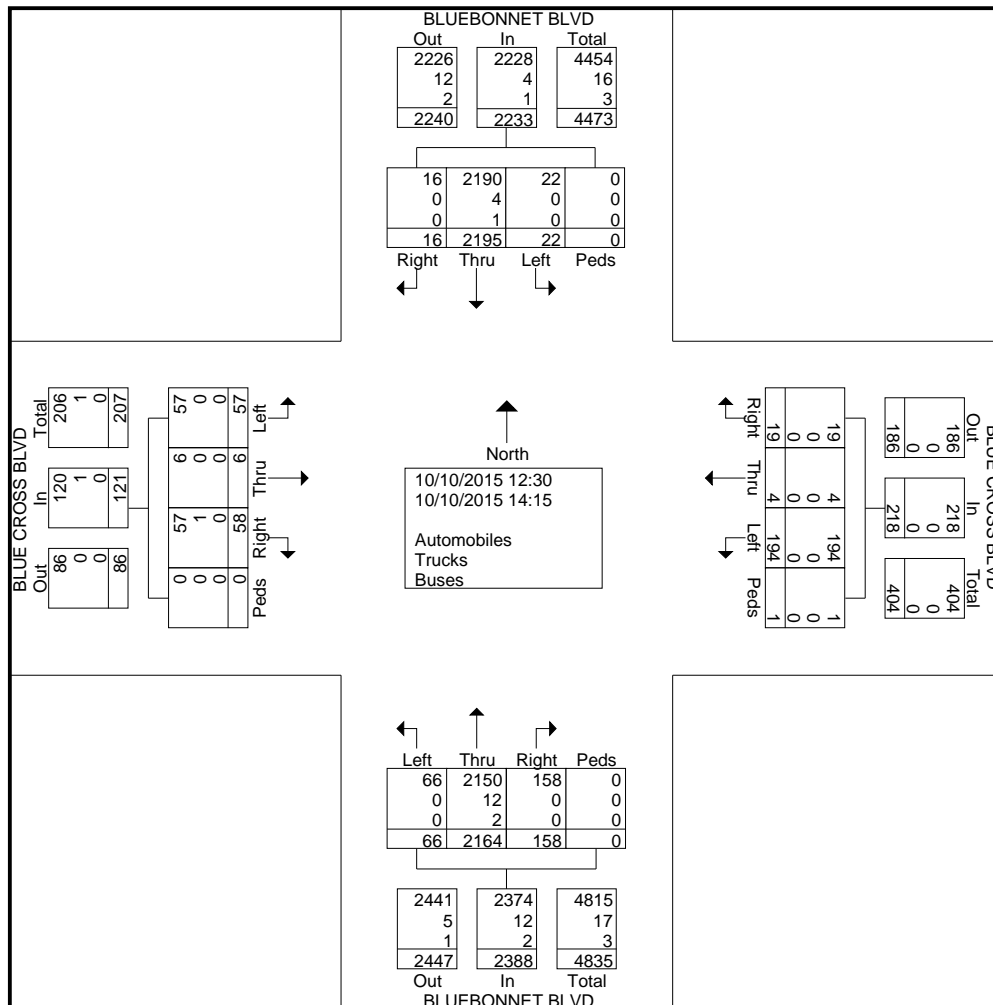 BLUEBONNET BLVD
Out In Total
2226 2228 4454
12 4 16
2 1 3
2240 2233 4473
16 2190 22 0
0 4 0 0
0 1 0 0
16 2195 22 0
Right Thru Left Peds
BLUE CROSS BLVD
Total In Out
206 120 86
1 1 0
0 0 0
207 121 86
57 6 57 0
0 0 1 0
0 0 0 0
57 6 58 0
Left Thru Right Peds
North
10/10/2015 12:30
10/10/2015 14:15
Automobiles
Trucks
Buses
Right Thru Left Peds
19 4 194 1
0 0 0 0
0 0 0 0
19 4 194 1
186 218 404
0 0 0
0 0 0
186 218 404
Out In Total
BLUE CROSS BLVD
Left Thru Right Peds
66 2150 158 0
0 12 0 0
0 2 0 0
66 2164 158 0
2441 2374 4815
5 12 17
1 2 3
2447 2388 4835
Out In Total
BLUEBONNET BLVD